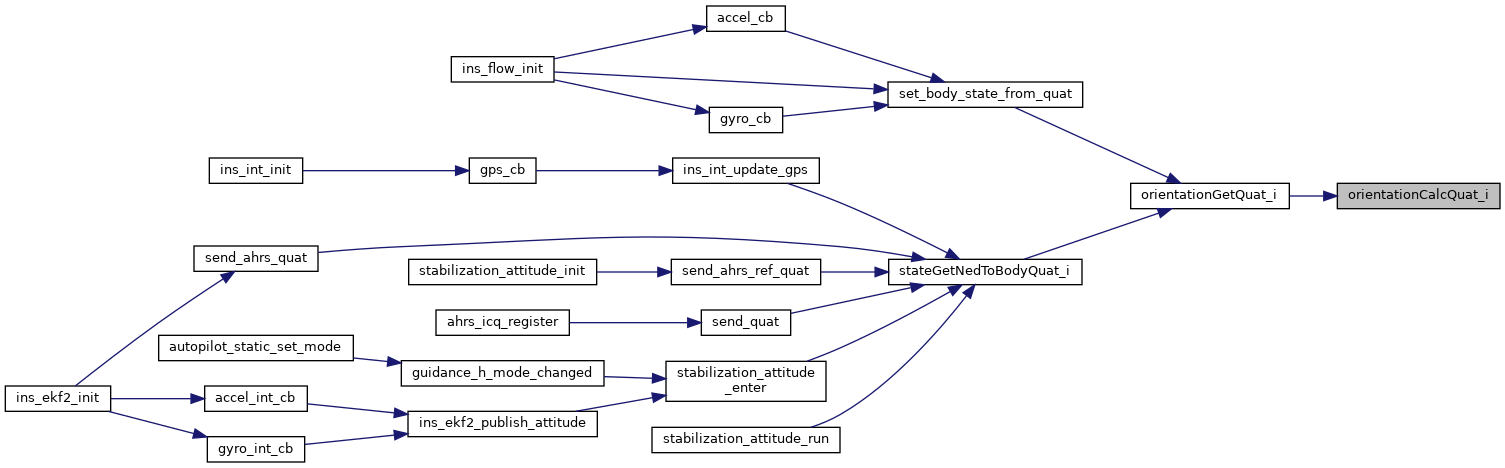 accel_cb
ins_flow_init
set_body_state_from_quat
gyro_cb
ins_int_init
gps_cb
ins_int_update_gps
orientationGetQuat_i
orientationCalcQuat_i
send_ahrs_quat
stabilization_attitude_init
send_ahrs_ref_quat
stateGetNedToBodyQuat_i
ahrs_icq_register
send_quat
autopilot_static_set_mode
guidance_h_mode_changed
stabilization_attitude
_enter
ins_ekf2_init
accel_int_cb
ins_ekf2_publish_attitude
stabilization_attitude_run
gyro_int_cb